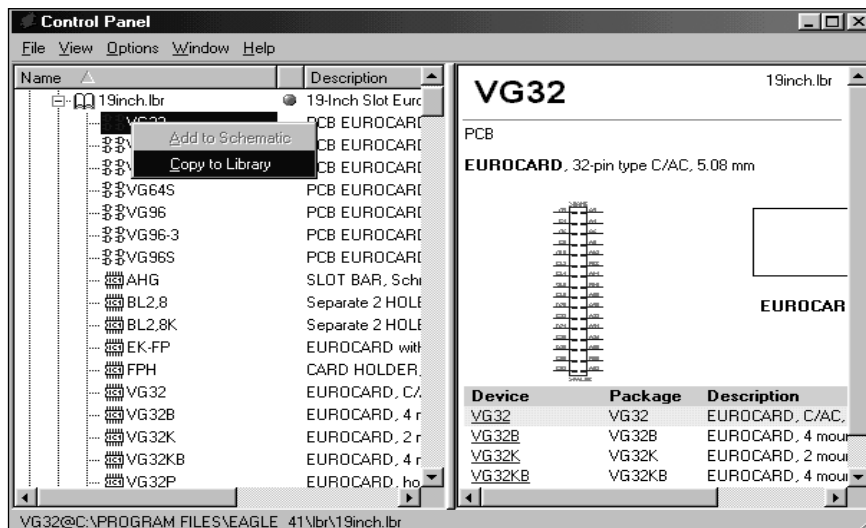 Control Panel
File View Options Window Help
Name Description
19inch.lbr 19-Inch Slot Euro
VG32 PCB EUROCARD
PCB EUROCARD
PCB EUROCARD
Add to Schematic
Copy to Library
VG64S PCB EUROCARD
VG96 PCB EUROCARD
VG96-3 PCB EUROCARD
VG96S PCB EUROCARD
AHG SLOT BAR, Schr
BL2,8 Separate 2 HOLE
BL2,8K Separate 2 HOLE
EK-FP EUROCARD with
FPH CARD HOLDER,
VG32 EUROCARD, C/
VG32B EUROCARD, 4 m
VG32K EUROCARD, 2 m
VG32KB EUROCARD, 4 m
VG32P EUROCARD, ho
VG32 19inch.lbr
PCB
EUROCARD, 32-pin type C/AC, 5.08 mm
EUROCAR
Device Package Description
VG32 VG32 EUROCARD, C/AC,
VG32B VG32B EUROCARD, 4 mour
VG32K VG32K EUROCARD, 2 mour
VG32KB VG32KB EUROCARD, 4 mour
VG32@C:\PROGRAM FILES\EAGLE_41\lbr\19inch.lbr